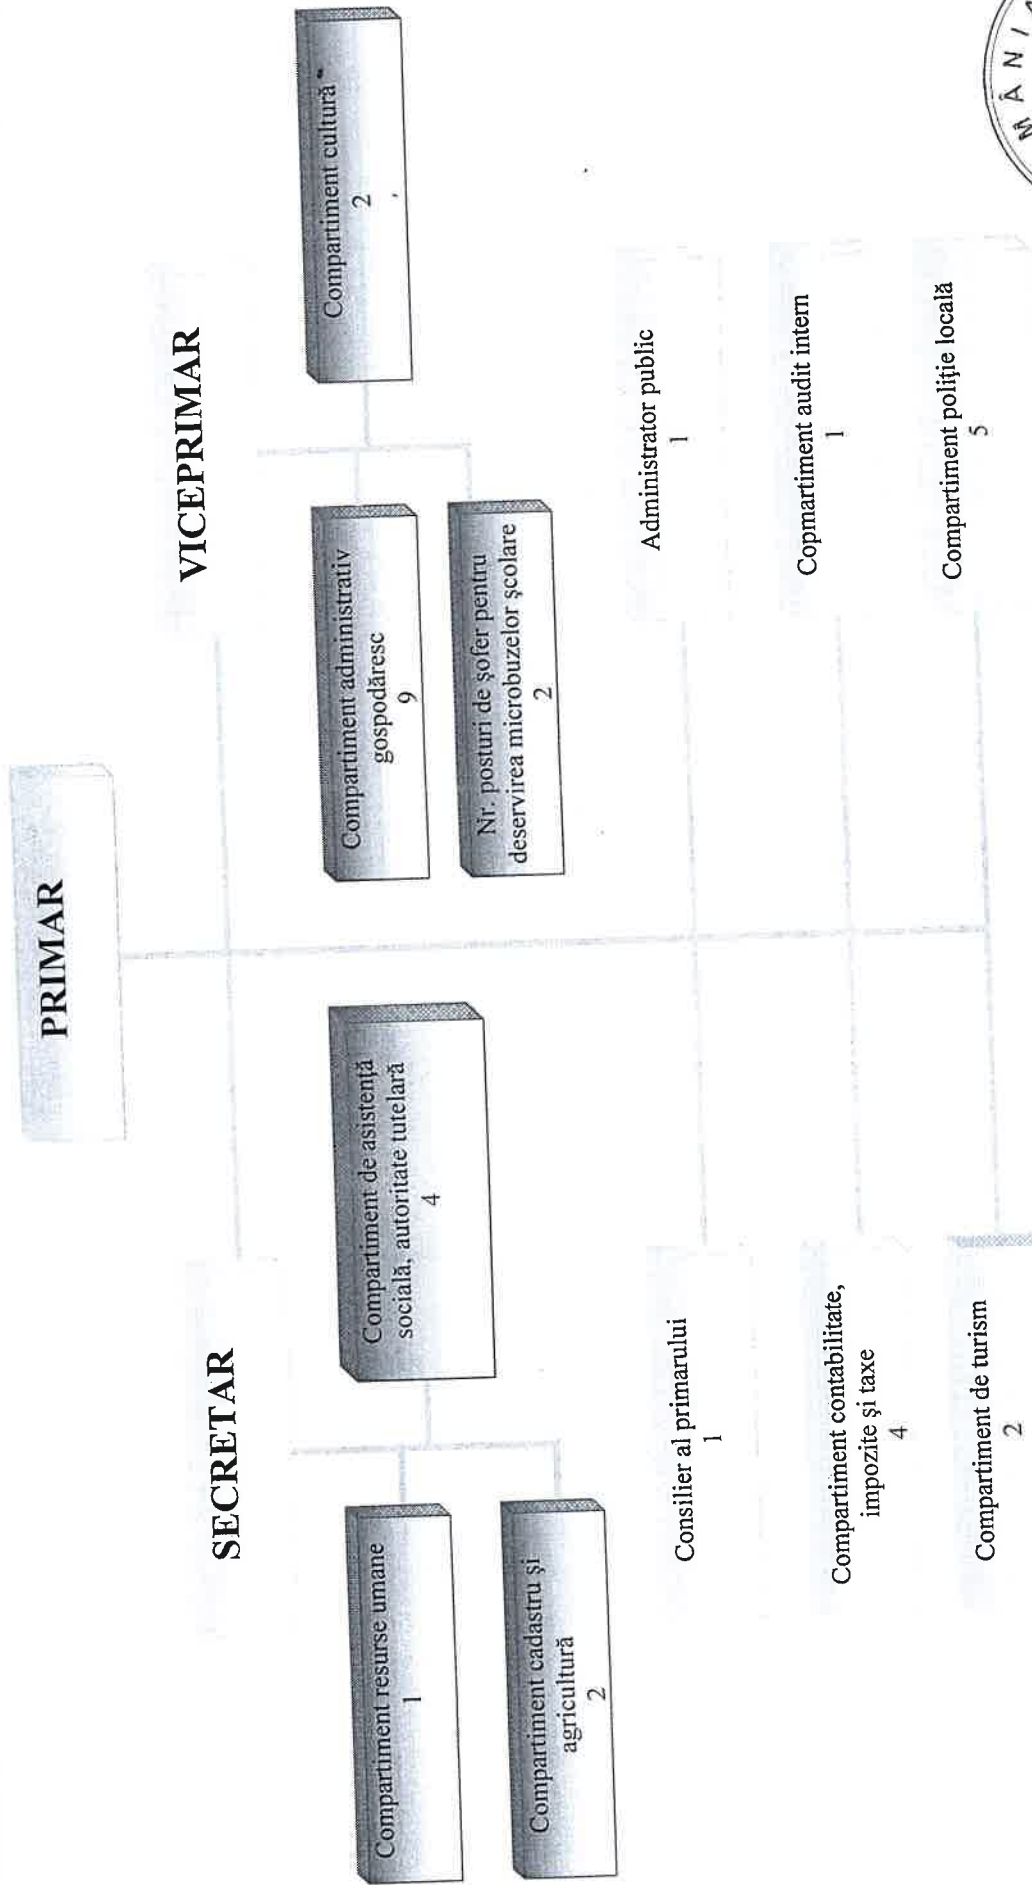 PRIMAR
SECRETAR
VICEPRIMAR
Compartiment resurse umane
1
Compartiment de asistenţă
socială, autoritate tutelară
4
Compartiment cadastru şi
agricultură
2
Compartiment administrativ
gospodăresc
9
Compartiment cultură
2
Nr. posturi de şofer pentru
deservirea microbuzelor şcolare
2
Consilier al primarului
1
Administrator public
1
Compartiment contabilitate,
impozite şi taxe
4
Copmartiment audit intern
1
Compartiment de turism
2
Compartiment poliţie locală
5